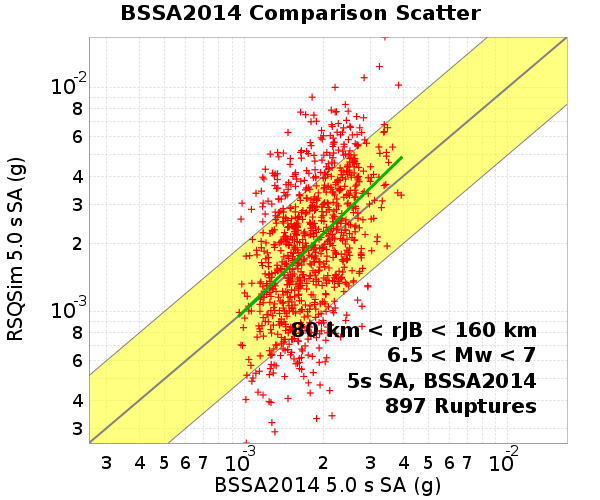 BSSA2014 Comparison Scatter
RSQSim 5.0 s SA (g)
10-2
8
6
4
3
2
10-3
8
6
4
3
80 km < rJB < 160 km
6.5 < Mw < 7
5s SA, BSSA2014
897 Ruptures
3 4 5 6 7 10-3 2 3 4 5 6 7 10-2
BSSA2014 5.0 s SA (g)